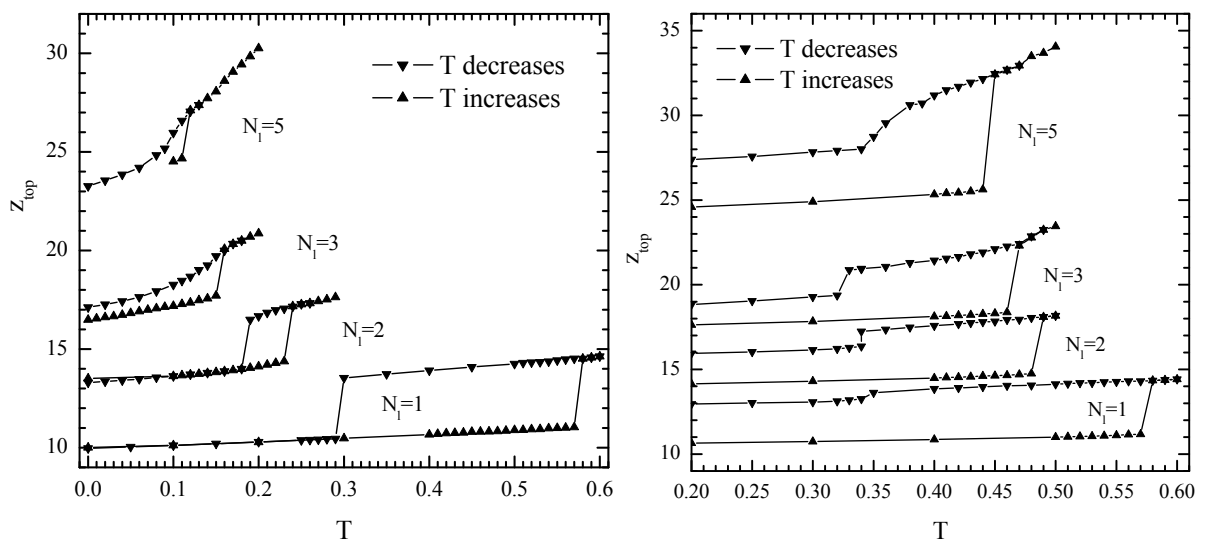 30
25
20
15
10
z_top
T decreases
T increases
N_l=5
N_l=3
N_l=2
N_l=1
0.0 0.1 0.2 0.3 0.4 0.5 0.6
T
35
30
25
20
15
10
z_top
T decreases
T increases
N_l=5
N_l=3
N_l=2
N_l=1
0.20 0.25 0.30 0.35 0.40 0.45 0.50 0.55 0.60
T